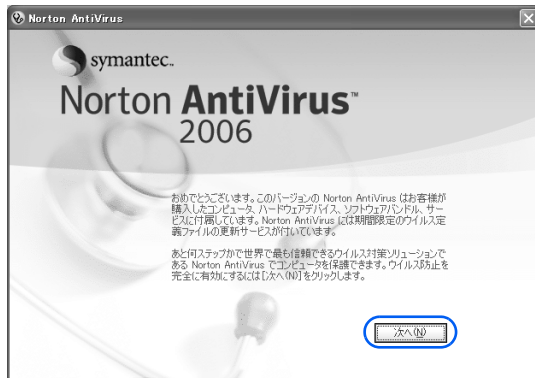 Norton AntiVirus
symantec™
Norton AntiVirus™
2006
おめでとうございます。このバージョンの Norton AntiVirus はお客様が
購入したコンピュータ、ハードウェアデバイス、ソフトウェアバンドル、サー
ビスに付属しています。Norton AntiVirus には期間限定のウイルス定
義ファイルの更新サービスが付いています。
あと何ステップかで世界で最も信頼できるウイルス対策ソリューションで
ある Norton AntiVirus でコンピュータを保護できます。ウイルス防止を
完全に有効にするには[次へ(N)]をクリックします。
次へ(N)